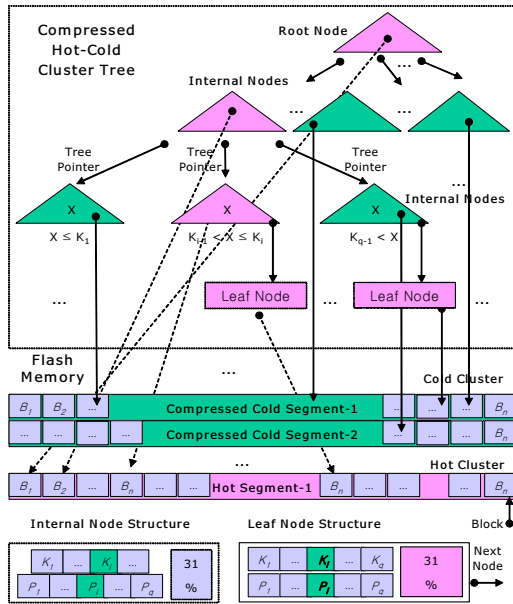 Compressed
Hot-Cold
Cluster Tree
Root Node
...
Internal Nodes
... ...
Tree
Pointer
Tree
Pointer
Tree
Pointer
...
Internal Nodes
X X X
X ≤ K1
Ki-1 < X ≤ Ki
Kq-1 < X
... Leaf Node ... Leaf Node ...
Flash
Memory
...
Cold Cluster
B1 B2 ... Compressed Cold Segment-1 ... ... ... Bn
... ... ... ... Compressed Cold Segment-2 ... ... ... Bn
...
Hot Cluster
B1 B2 ... Bn ... ... Hot Segment-1 Bn ... ... ... Bn
Internal Node Structure
Leaf Node Structure
Block
K1 ... Ki ...
31
%
P1 ... Pi ... Pq
K1 ... Ki ... Kq
31
%
P1 ... Pi ... Pq
Next
Node